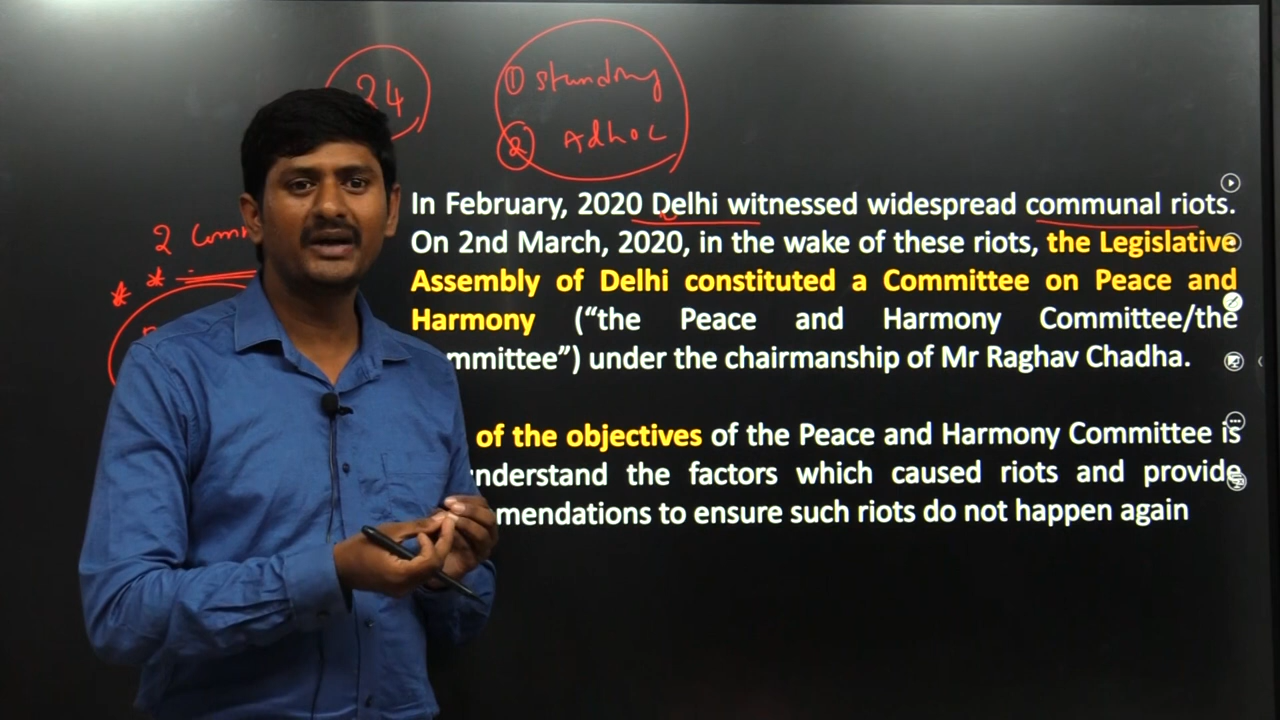 24
① standing
② Adhoc
2 Comm
* *
In February, 2020 Delhi witnessed widespread communal riots.
On 2nd March, 2020, in the wake of these riots, the Legislative
Assembly of Delhi constituted a Committee on Peace and
Harmony (“the Peace and Harmony Committee/the
mmittee”) under the chairmanship of Mr Raghav Chadha.
of the objectives of the Peace and Harmony Committee is
nderstand the factors which caused riots and provide
mendations to ensure such riots do not happen again